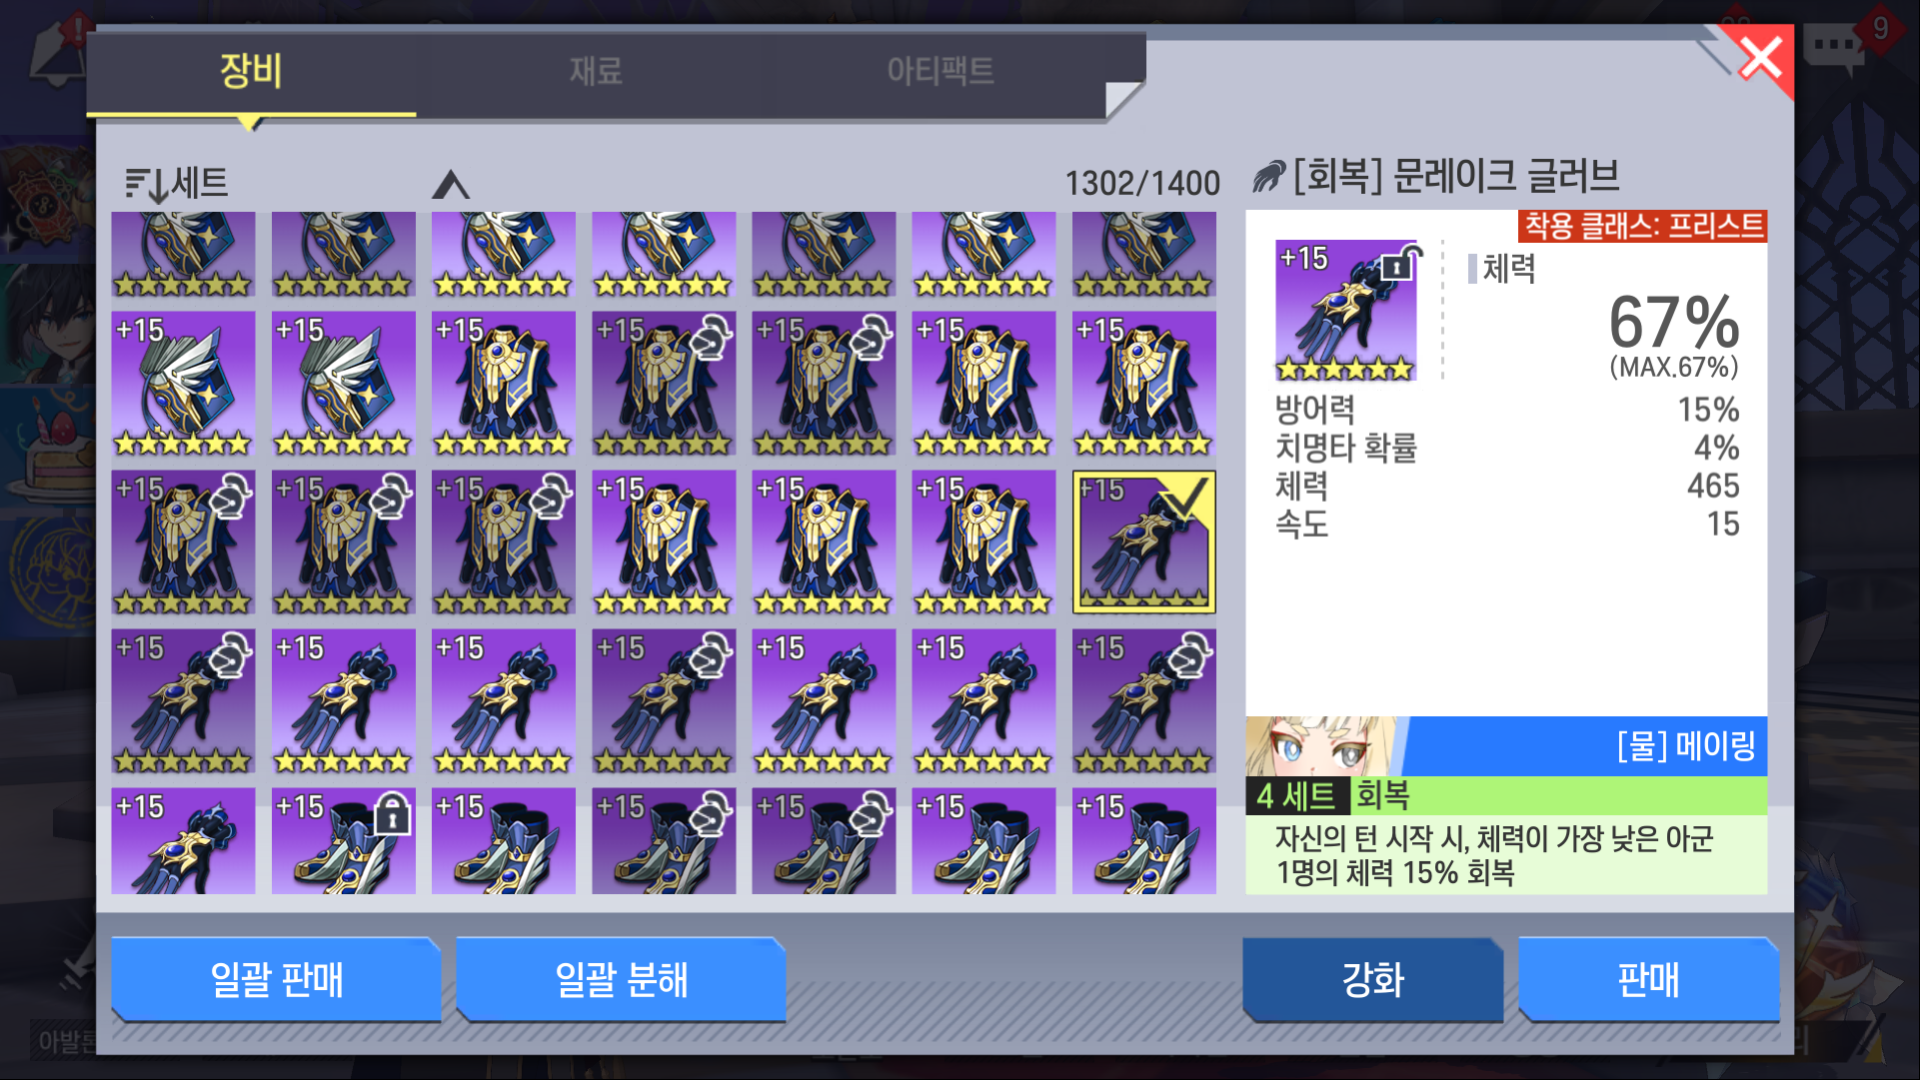 장비
재료
아티팩트
9
세트
1302/1400
[회복] 문레이크 글러브
착용 클래스: 프리스트
+15
체력
67%
(MAX.67%)
방어력 15%
치명타 확률 4%
체력 465
속도 15
+15 +15 +15 +15 +15 +15 +15
+15 +15 +15 +15 +15 +15 +15
+15 +15 +15 +15 +15 +15 +15
+15 +15 +15 +15 +15 +15 +15
[물] 메이링
4 세트 회복
자신의 턴 시작 시, 체력이 가장 낮은 아군
1명의 체력 15% 회복
일괄 판매
일괄 분해
강화
판매